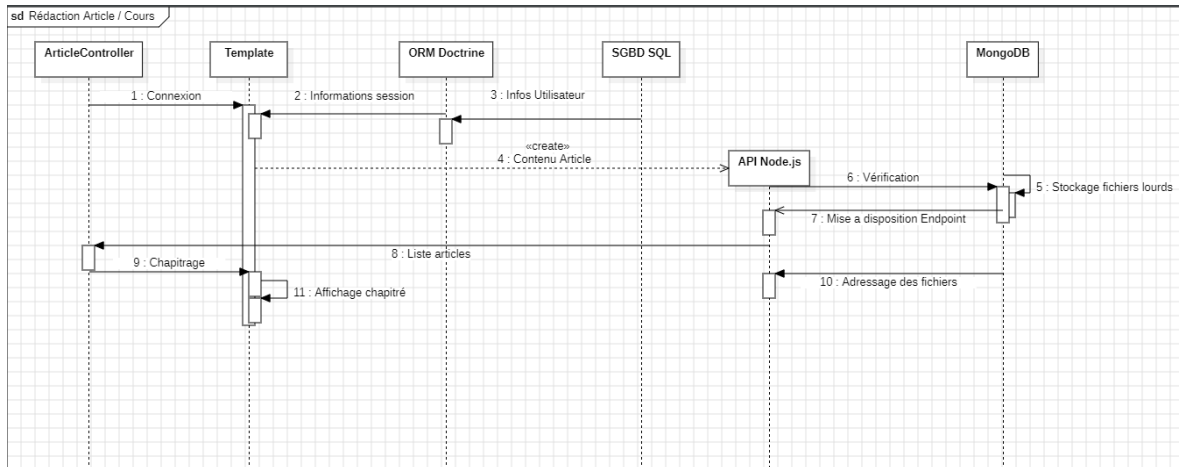 sd Rédaction Article / Cours
ArticleController
Template
ORM Doctrine
SGBD SQL
MongoDB
1 : Connexion
2 : Informations session
3 : Infos Utilisateur
«create»
4 : Contenu Article
API Node.js
6 : Vérification
5 : Stockage fichiers lourds
7 : Mise a disposition Endpoint
8 : Liste articles
9 : Chapitrage
10 : Adressage des fichiers
11 : Affichage chapitré